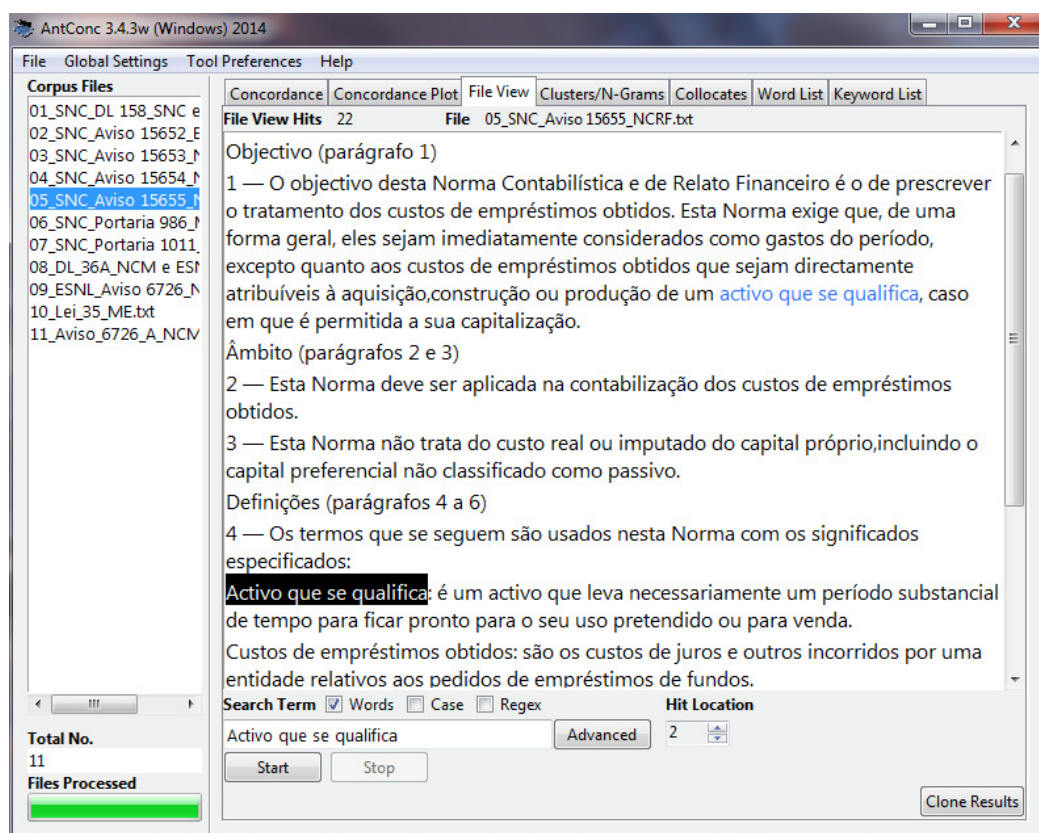 AntConc 3.4.3w (Windows) 2014
File Global Settings Tool Preferences Help
Corpus Files
01_SNC_DL 158_SNC e
02_SNC_Aviso 15652_E
03_SNC_Aviso 15653_N
04_SNC_Aviso 15654_N
05_SNC_Aviso 15655_N
06_SNC_Portaria 986_N
07_SNC_Portaria 1011_
08_DL_36A_NCM e ESN
09_ESNL_Aviso 6726_N
10_Lei_35_ME.txt
11_Aviso_6726_A_NCM
Total No.
11
Files Processed
Concordance Concordance Plot File View Clusters/N-Grams Collocates Word List Keyword List
File View Hits 22 File 05_SNC_Aviso 15655_NCRF.txt
Objectivo (parágrafo 1)
1 — O objectivo desta Norma Contabilística e de Relato Financeiro é o de prescrever
o tratamento dos custos de empréstimos obtidos. Esta Norma exige que, de uma
forma geral, eles sejam imediatamente considerados como gastos do período,
excepto quanto aos custos de empréstimos obtidos que sejam directamente
atribuíveis à aquisição,construção ou produção de um activo que se qualifica, caso
em que é permitida a sua capitalização.
Âmbito (parágrafos 2 e 3)
2 — Esta Norma deve ser aplicada na contabilização dos custos de empréstimos
obtidos.
3 — Esta Norma não trata do custo real ou imputado do capital próprio,incluindo o
capital preferencial não classificado como passivo.
Definições (parágrafos 4 a 6)
4 — Os termos que se seguem são usados nesta Norma com os significados
especificados:
Activo que se qualifica: é um activo que leva necessariamente um período substancial
de tempo para ficar pronto para o seu uso pretendido ou para venda.
Custos de empréstimos obtidos: são os custos de juros e outros incorridos por uma
entidade relativos aos pedidos de empréstimos de fundos.
Search Term Words Case Regex Hit Location
Activo que se qualifica Advanced 2
Start Stop
Clone Results